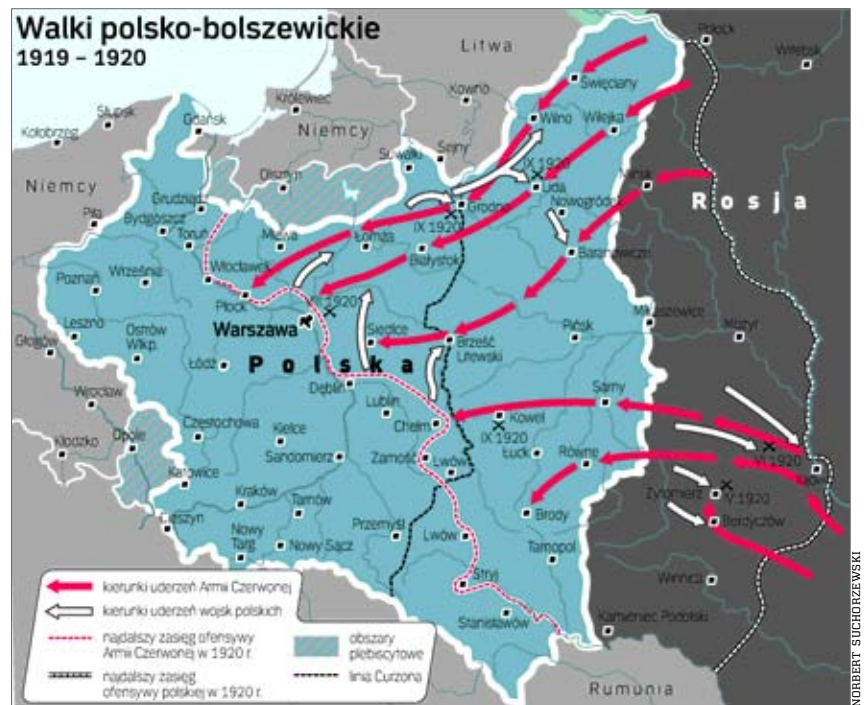 Walki polsko-bolszewickie
1919 – 1920
Litwa
Połock
Witebsk
Święciany
Kowno
Królewiec
Słupsk
Gdańsk
Kołobrzeg
Wilno
Wilejka
Niemcy
Sejny
Suwałki
Olsztyn
IX 1920
Lida
Mińsk
Niemcy
Grudziądz
Grodno
Nowogródek
Rosja
Piła
Bydgoszcz
IX 1920
Toruń
Mława
Łomża
Białystok
Baranowicze
Włocławek
Poznań
Września
Płock
1920
Mikaszewice
Warszawa
Siedlce
Brześć
Litewski
Pińsk
Mozyr
Leszno
Ostrów
Wlkp.
Głogów
Łódź
Polska
Dęblin
Sarny
Wrocław
Lublin
Kowel
Chełm
IX 1920
Częstochowa
Kielce
Łuck
Kłodzko
Opole
Równe
VI 1920
Sandomierz
Zamość
Lwów
Kijów
Katowice
Żytomierz
V 1920
Kraków
Tarnów
Brody
Berdyczów
Cieszyn
Przemyśl
Lwów
Nowy
Targ
Nowy Sącz
Tarnopol
Stryj
Winnica
Stanisławów
Kamieniec Podolski
Rumunia
kierunki uderzeń Armii Czerwonej
kierunki uderzeń wojsk polskich
najdalszy zasięg ofensywy
Armii Czerwonej w 1920 r.
obszary
plebiscytowe
najdalszy zasięg
ofensywy polskiej w 1920 r.
linia Curzona
NORBERT SUCHORZEWSKI